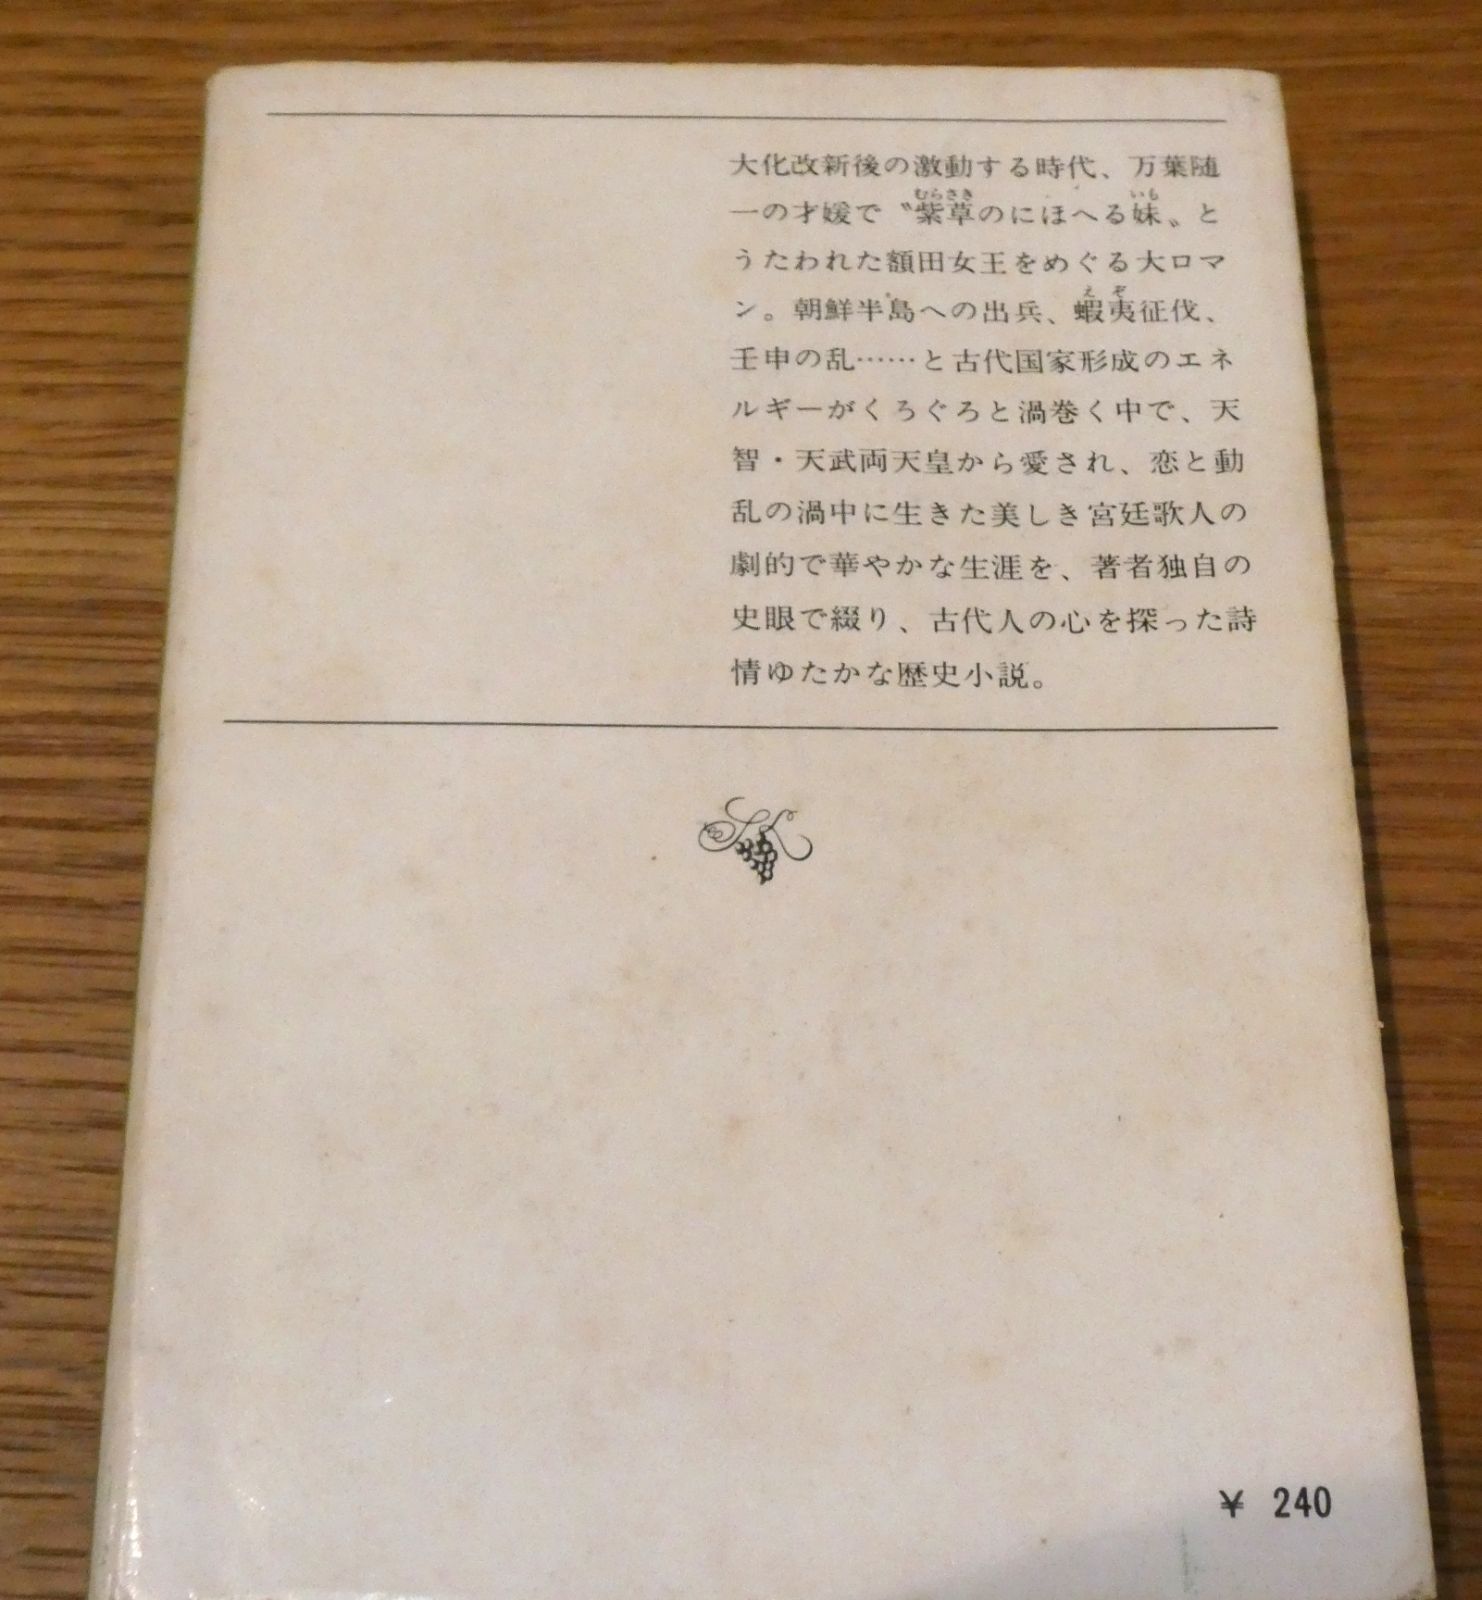 大化改新後の激動する時代、万葉随
一の才媛で〝紫草のにほへる妹〟と
うたわれた額田女王をめぐる大ロマ
ン。朝鮮半島への出兵、蝦夷征伐、
壬申の乱……と古代国家形成のエネ
ルギーがくろぐろと渦巻く中で、天
智・天武両天皇から愛され、恋と動
乱の渦中に生きた美しき宮廷歌人の
劇的で華やかな生涯を、著者独自の
史眼で綴り、古代人の心を探った詩
情ゆたかな歴史小説。
¥ 240